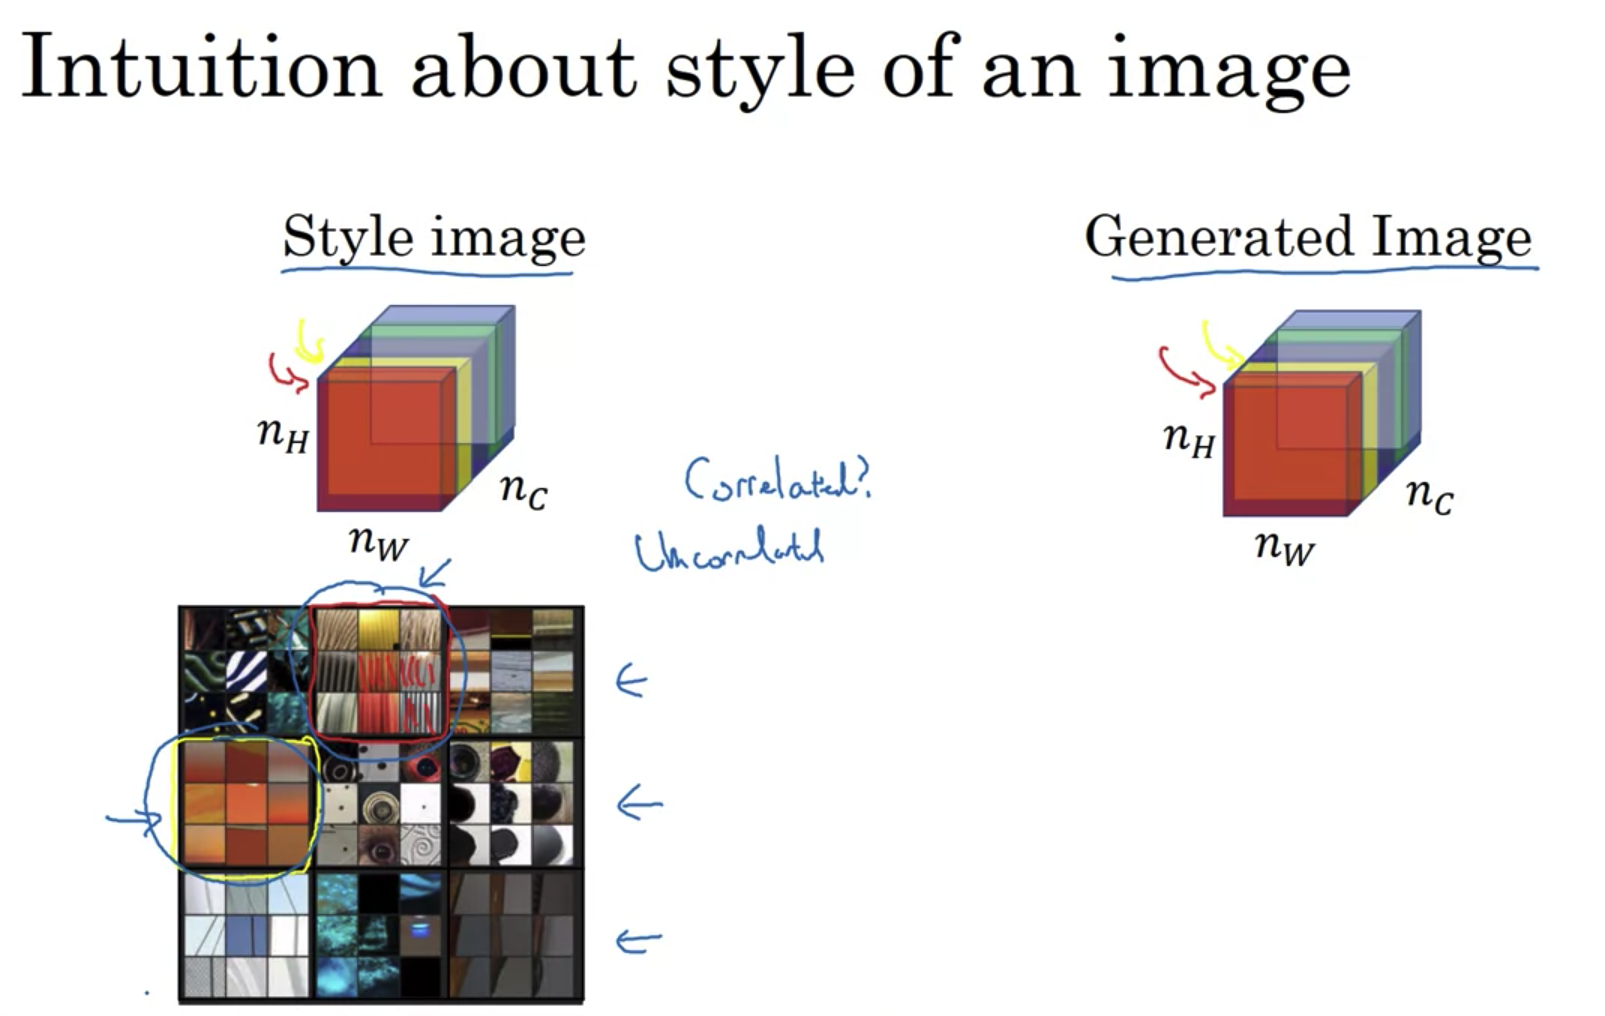 Intuition about style of an image
Style image
Generated Image
n_H
n_C
n_W
Correlated?
Uncorrelated
n_H
n_C
n_W